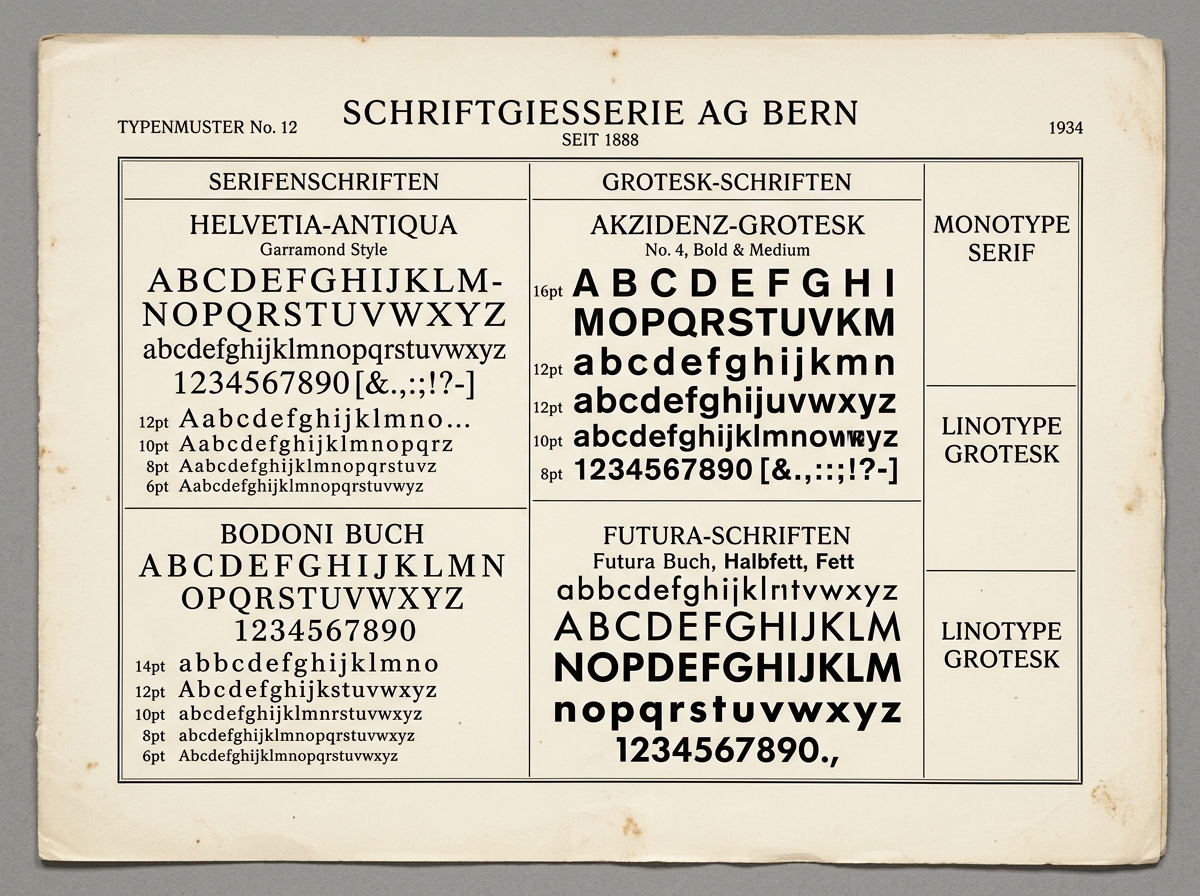 TYPENMUSTER No. 12
SCHRIFTGIESSEREI AG BERN
SEIT 1888
1934
SERIFENSCHRIFTEN
HELVETIA-ANTIQUA
Garramond Style
ABCDEFGHIJKLM-
NOPQRSTUVWXYZ
abcdefghijklmnopqrstuvwxyz
1234567890 [&.,:;!?-]
12pt Aabcdefghijklmno...
10pt Aabcdefghijklmnopqrz
8pt Aabcdefghijklmnopqrstuvz
6pt Aabcdefghijklmnopqrstuvwyz
BODONI BUCH
ABCDEFGHIJKLMN
OPQRSTUVWXYZ
1234567890
14pt abbcdefghijklmno
12pt Abcdefghijkstuvwxyz
10pt abcdefghijklmnrstuvwxyz
8pt abcdefghijklmnopqrstuvwxyz
6pt Abcdefghijklmnopqrstuvwxyz
GROTESK-SCHRIFTEN
AKZIDENZ-GROTESK
No. 4, Bold & Medium
16pt A B C D E F G H I
MOPQRSTUVKM
12pt abcdefghijkmn
12pt abcdefghijuvwxyz
10pt
8pt 1234567890 [&.,::;!?-]
FUTURA-SCHRIFTEN
Futura Buch, Halbfett, Fett
ABCDEFGHIJKLM
NOPDEFGHIJKLM
nopqrstuvwxyz
1234567890.,
MONOTYPE
SERIF
LINOTYPE
GROTESK
LINOTYPE
GROTESK